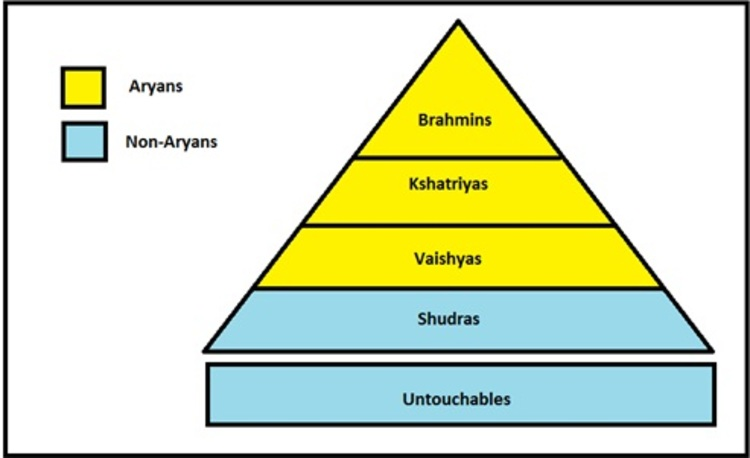 Aryans
Non-Aryans
Brahmins
Kshatriyas
Vaishyas
Shudras
Untouchables